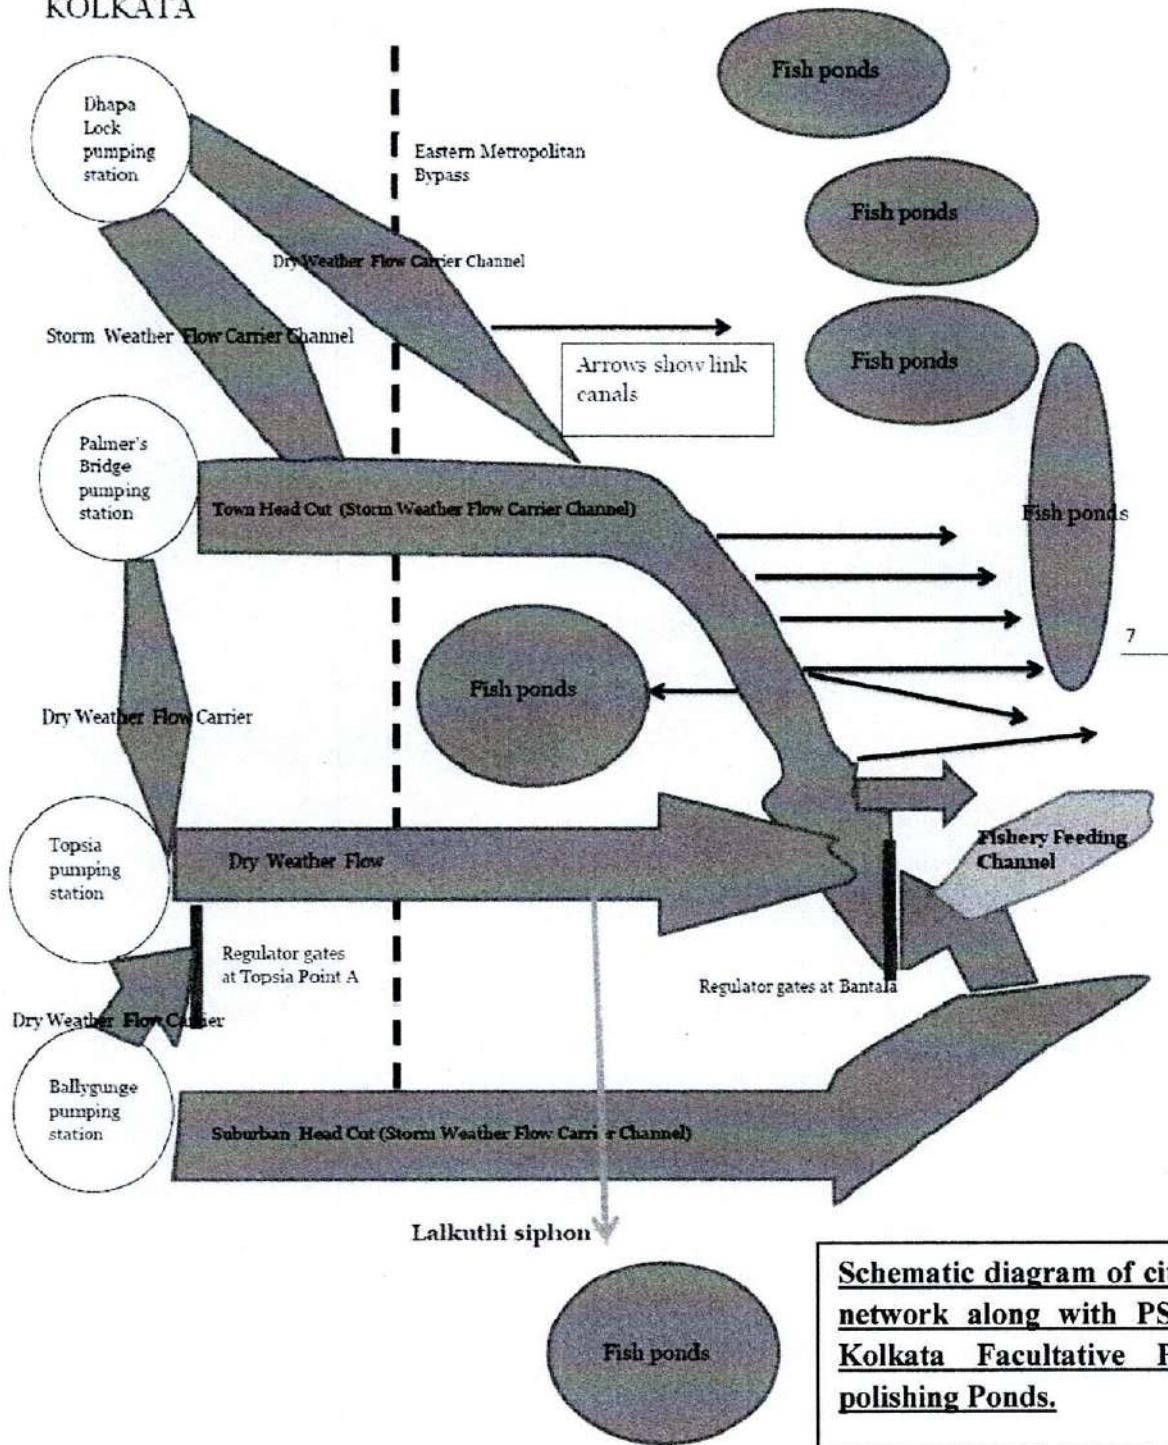 KOLKATA
Fish ponds
Dhapa
Lock
pumping
station
Eastern Metropolitan
Bypass
Fish ponds
Dry Weather Flow Carrier Channel
Storm Weather Flow Carrier Channel
Fish ponds
Arrows show link
canals
Palmer's
Bridge
pumping
station
Town Head Cut (Storm Weather Flow Carrier Channel)
Fish ponds
7
Fish ponds
Dry Weather Flow Carrier
Topsia
pumping
station
Dry Weather Flow
Fishery Feeding
Channel
Regulator gates
at Topsia Point A
Regulator gates at Bantala
Dry Weather Flow Carrier
Ballygunge
pumping
station
Suburban Head Cut (Storm Weather Flow Carrier Channel)
Lalkuthi siphon
Fish ponds
Schematic diagram of
network along with
Kolkata Facultative
polishing Ponds.